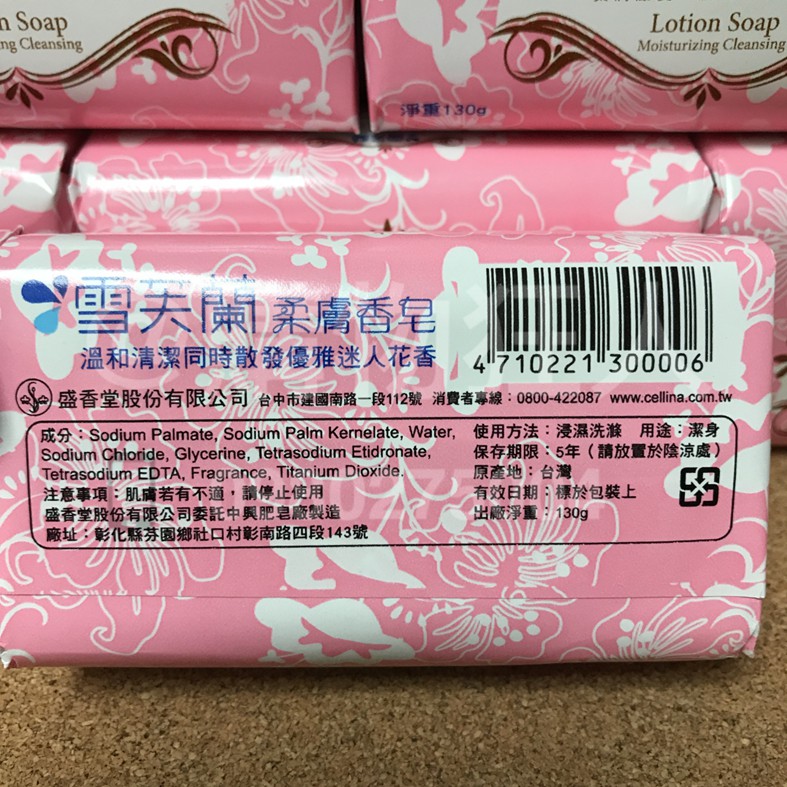 n Soap
ng Cleansing
Lotion Soap
Moisturizing Cleansing
淨重130g
雪芙蘭 柔膚香皂
溫和清潔同時散發優雅迷人花香
4 710221 300006
盛香堂股份有限公司 台中市建國南路一段112號 消費者專線：0800-422087 www.cellina.com.tw
成分：Sodium Palmate, Sodium Palm Kernelate, Water,
Sodium Chloride, Glycerine, Tetrasodium Etidronate,
Tetrasodium EDTA, Fragrance, Titanium Dioxide.
注意事項：肌膚若有不適，請停止使用
盛香堂股份有限公司委託中興肥皂廠製造
廠址：彰化縣芬園鄉社口村彰南路四段143號
使用方法：浸濕洗滌 用途：潔身
保存期限：5年（請放置於陰涼處）
原產地：台灣
有效日期：標於包裝上
出廠淨重：130g